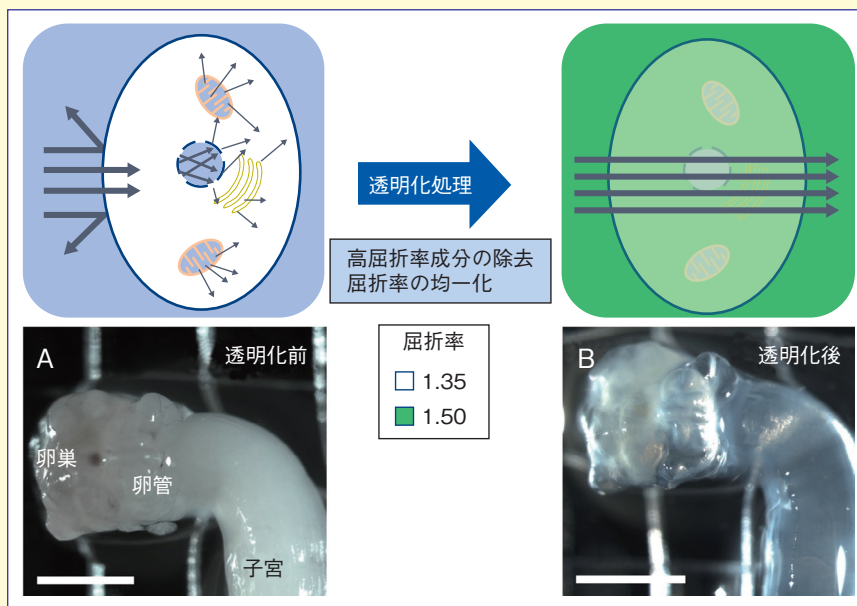 透明化処理
高屈折率成分の除去
屈折率の均一化
屈折率
1.35
1.50
A
透明化前
卵巣
卵管
子宮
B
透明化後